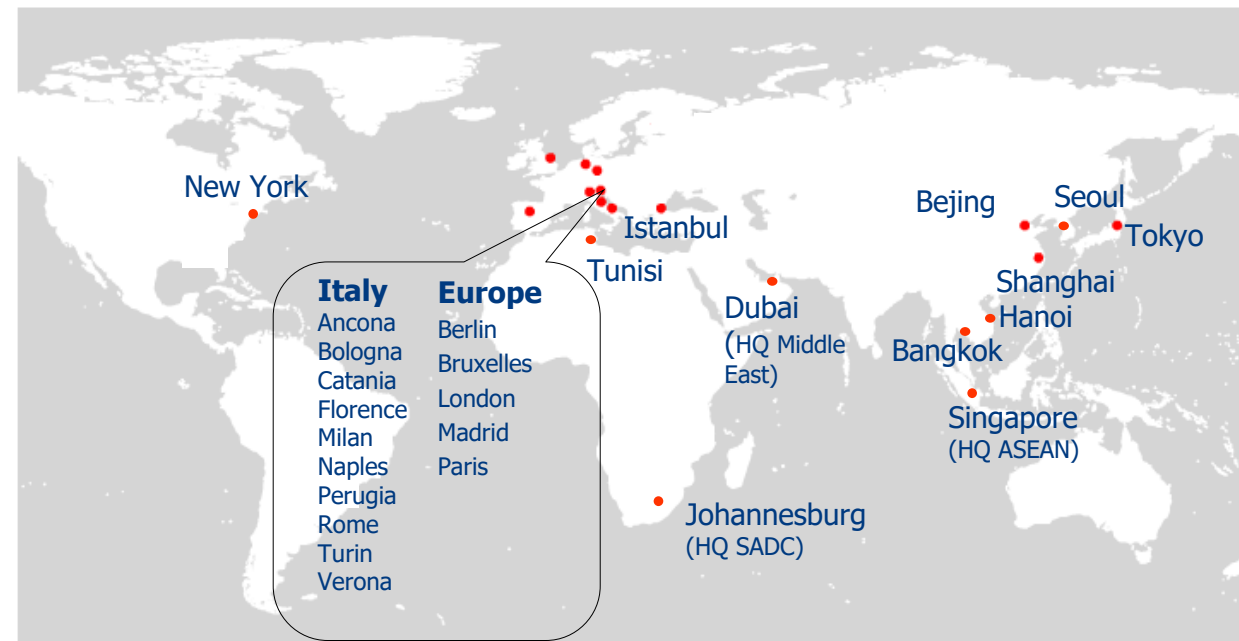 New York
Bejing
Seoul
Tokyo
Istanbul
Tunisi
Shanghai
Dubai
(HQ Middle
East)
Hanoi
Bangkok
Singapore
(HQ ASEAN)
Johannesburg
(HQ SADC)
Italy
Ancona
Bologna
Catania
Florence
Milan
Naples
Perugia
Rome
Turin
Verona
Europe
Berlin
Bruxelles
London
Madrid
Paris